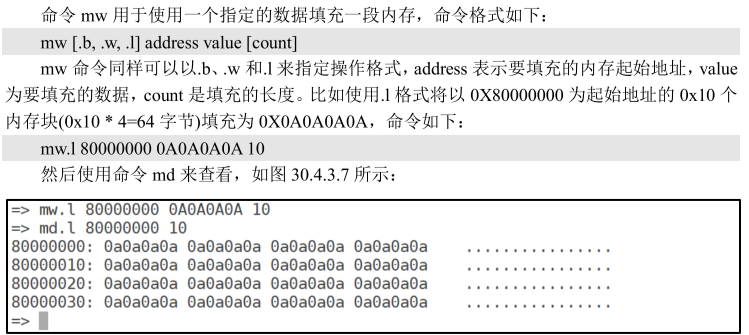 命令 mw 用于使用一个指定的数据填充一段内存，命令格式如下：
mw [.b, .w, .l] address value [count]
mw 命令同样可以以.b、.w 和.l 来指定操作格式，address 表示要填充的内存起始地址，value
为要填充的数据，count 是填充的长度。比如使用.l 格式将以 0X80000000 为起始地址的 0x10 个
内存块(0x10 * 4=64 字节)填充为 0X0A0A0A0A，命令如下：
mw.l 80000000 0A0A0A0A 10
然后使用命令 md 来查看，如图 30.4.3.7 所示：
=> mw.l 80000000 0A0A0A0A 10
=> md.l 80000000 10
80000000: 0a0a0a0a 0a0a0a0a 0a0a0a0a 0a0a0a0a    ................
80000010: 0a0a0a0a 0a0a0a0a 0a0a0a0a 0a0a0a0a    ................
80000020: 0a0a0a0a 0a0a0a0a 0a0a0a0a 0a0a0a0a    ................
80000030: 0a0a0a0a 0a0a0a0a 0a0a0a0a 0a0a0a0a    ................
=>